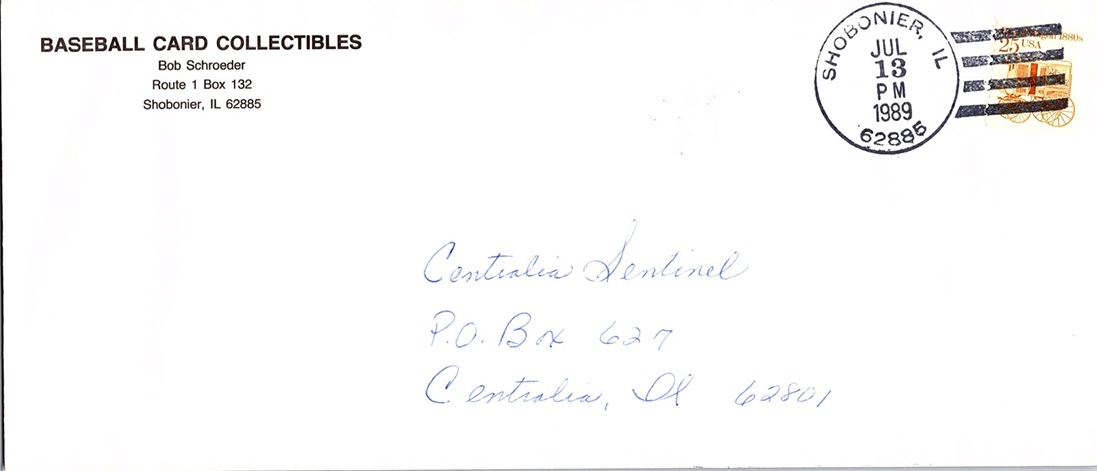 BASEBALL CARD COLLECTIBLES
Bob Schroeder
Route 1 Box 132
Shobonier, IL 62885
SHOBONIER, IL
JUL
13
PM
1989
62885
1880s
25 USA
Centralia Sentinel
P.O. Box 627
Centralia, Il 62801